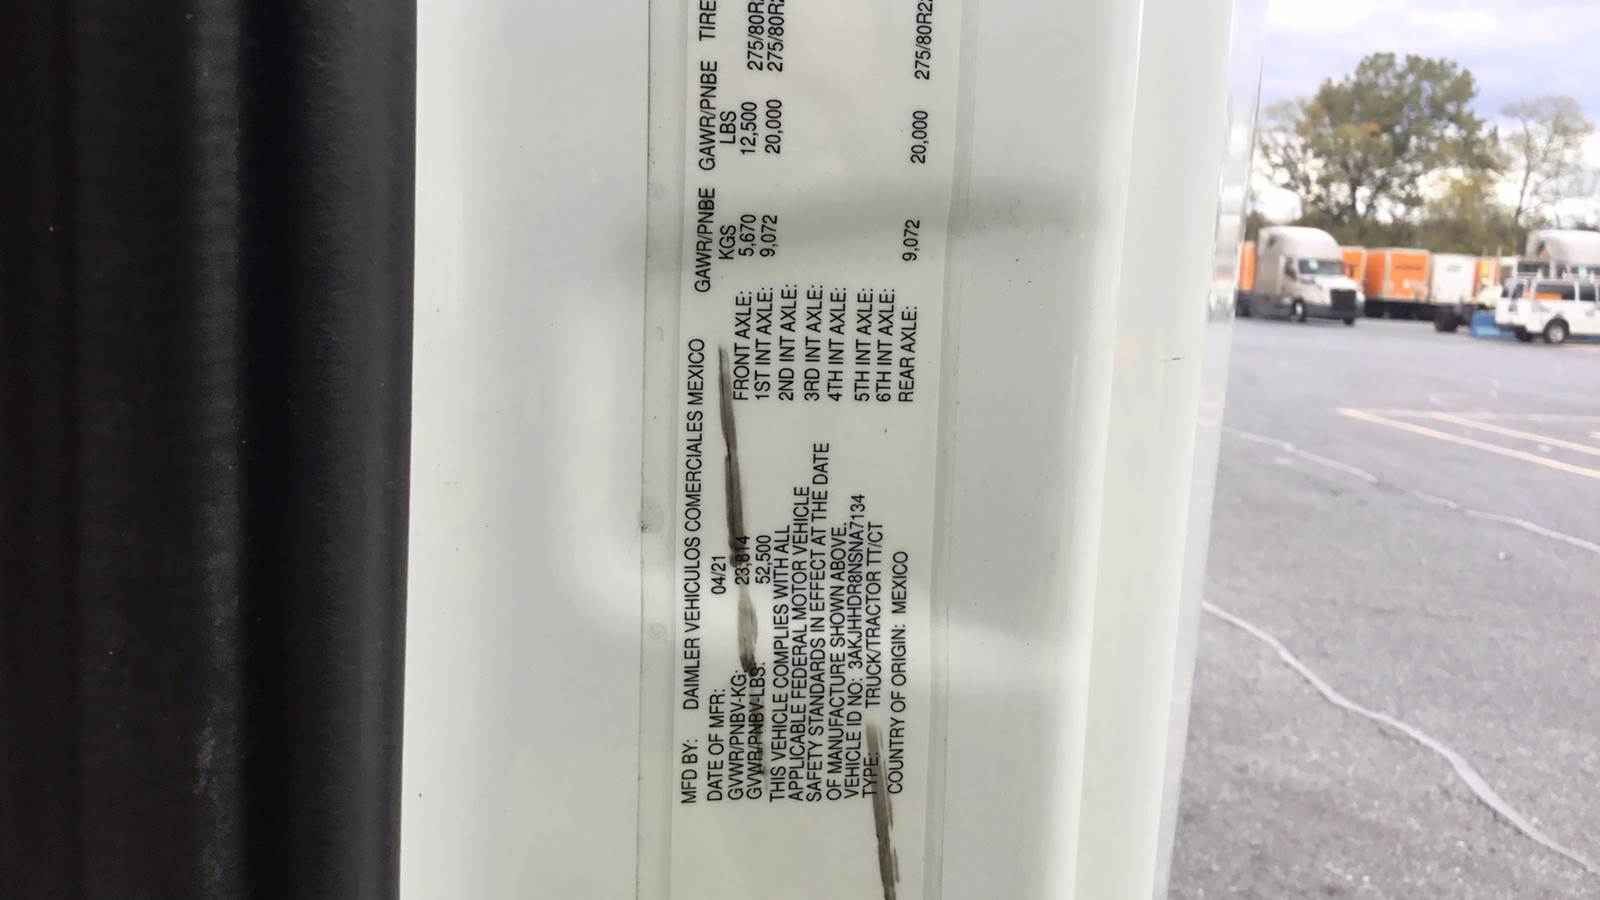 MFD BY: DAIMLER VEHICULOS COMERCIALES MEXICO
DATE OF MFR: 04/21
GVWR/PNBV-KG: 23,814
GVWR/PNBV-LBS: 52,500
THIS VEHICLE COMPLIES WITH ALL
APPLICABLE FEDERAL MOTOR VEHICLE
SAFETY STANDARDS IN EFFECT AT THE DATE
OF MANUFACTURE SHOWN ABOVE.
VEHICLE ID NO: 3AKJHHDR8NSNA7134
TYPE: TRUCK/TRACTOR TT/CT
COUNTRY OF ORIGIN: MEXICO
GAWR/PNBE GAWR/PNBE TIRE
KGS LBS
FRONT AXLE: 5,670 12,500 275/80R2
1ST INT AXLE: 9,072 20,000 275/80R2
2ND INT AXLE:
3RD INT AXLE:
4TH INT AXLE:
5TH INT AXLE:
6TH INT AXLE:
REAR AXLE: 9,072 20,000 275/80R22